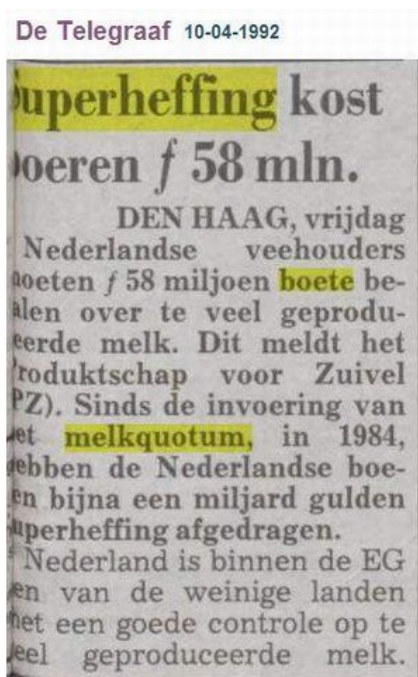 De Telegraaf 10-04-1992
uperheffing kost
oeren ƒ 58 mln.
DEN HAAG, vrijdag
Nederlandse veehouders
oeten ƒ 58 miljoen boete be-
alen over te veel geprodu-
eerde melk. Dit meldt het
roduktschap voor Zuivel
PZ). Sinds de invoering van
et melkquotum, in 1984,
ebben de Nederlandse boe-
en bijna een miljard gulden
uperheffing afgedragen.
Nederland is binnen de EG
en van de weinige landen
et een goede controle op te
eel geproduceerde melk.